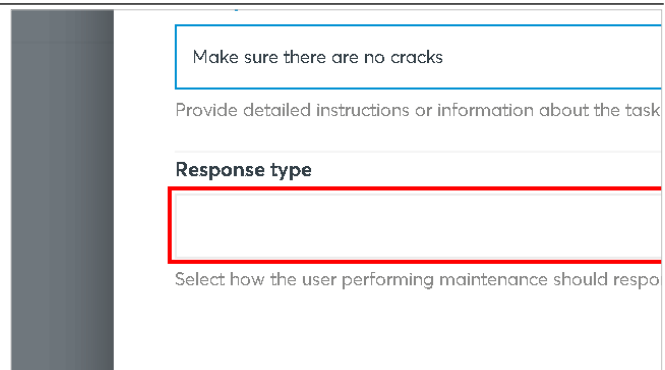 Make sure there are no cracks
Provide detailed instructions or information about the task
Response type
Select how the user performing maintenance should respo